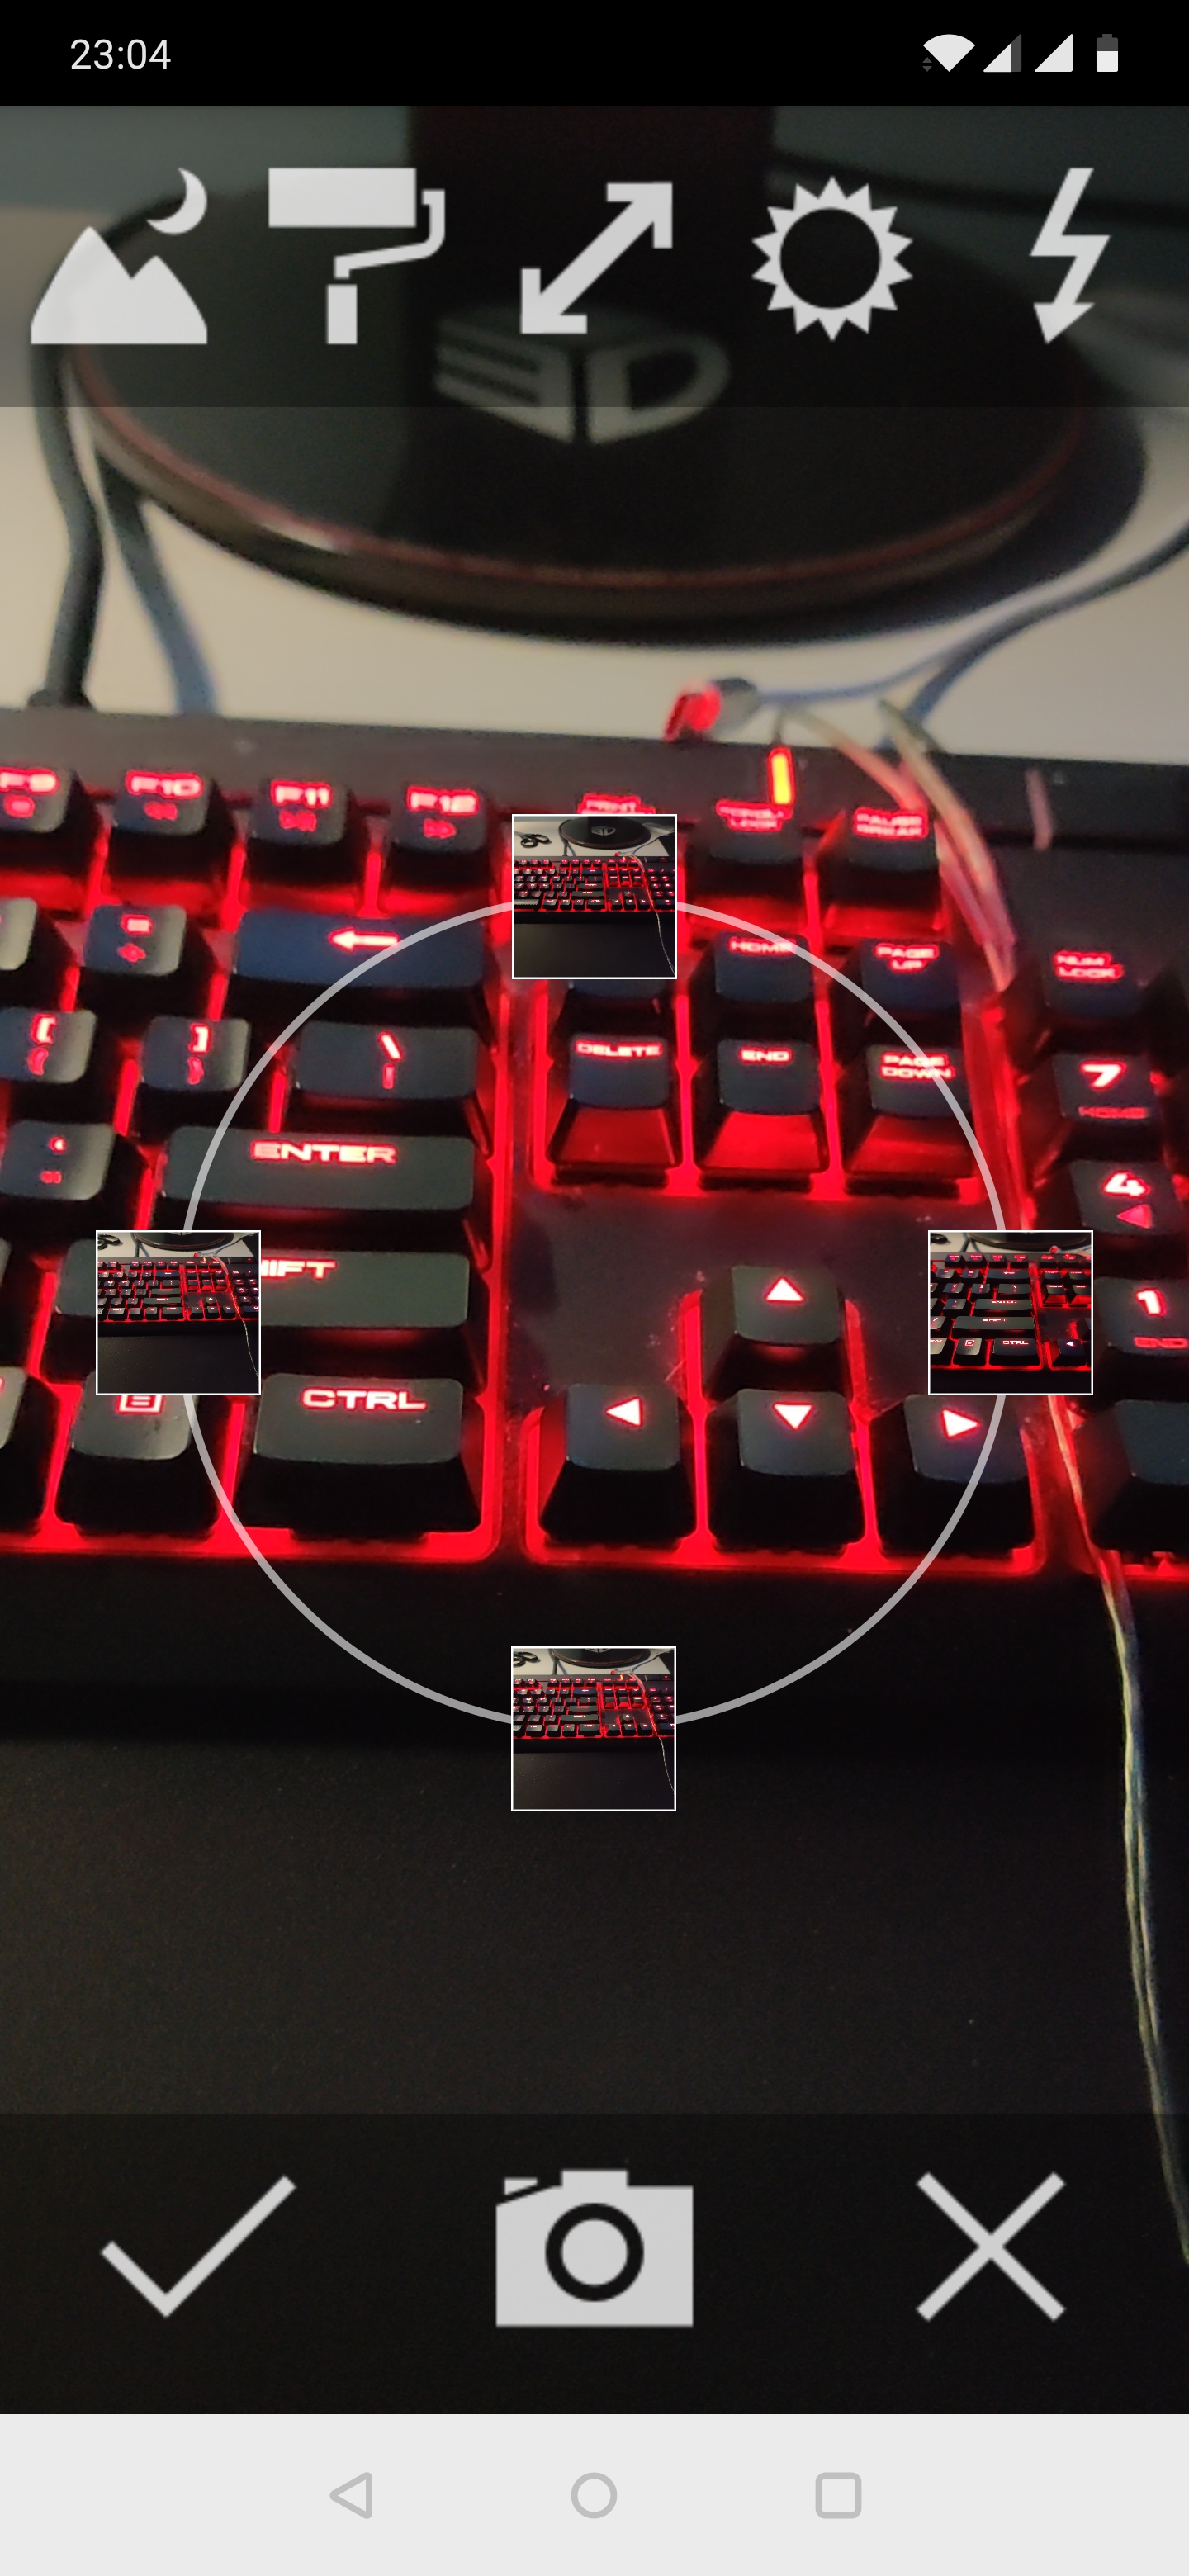 23:04
3D
F9 F10 F11 F12 PRINT SCROLL LOCK PAUSE BREAK
HOME PAGE UP NUM LOCK
[ { ] } \ | DELETE END PAGE DOWN 7 HOME
ENTER 4
SHIFT 1 END
CTRL